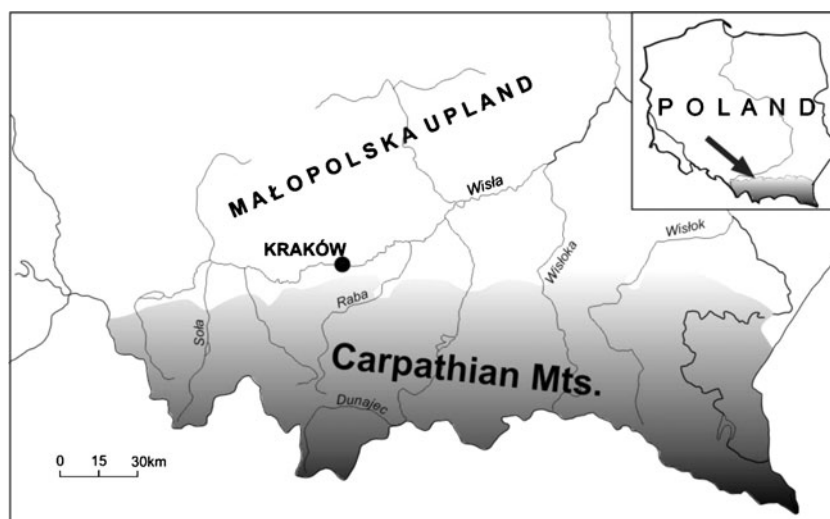 POLAND
MAŁOPOLSKA UPLAND
Wisła
KRAKÓW
Wisłok
Wisłoka
Raba
Soła
Carpathian Mts.
Dunajec
0 15 30km